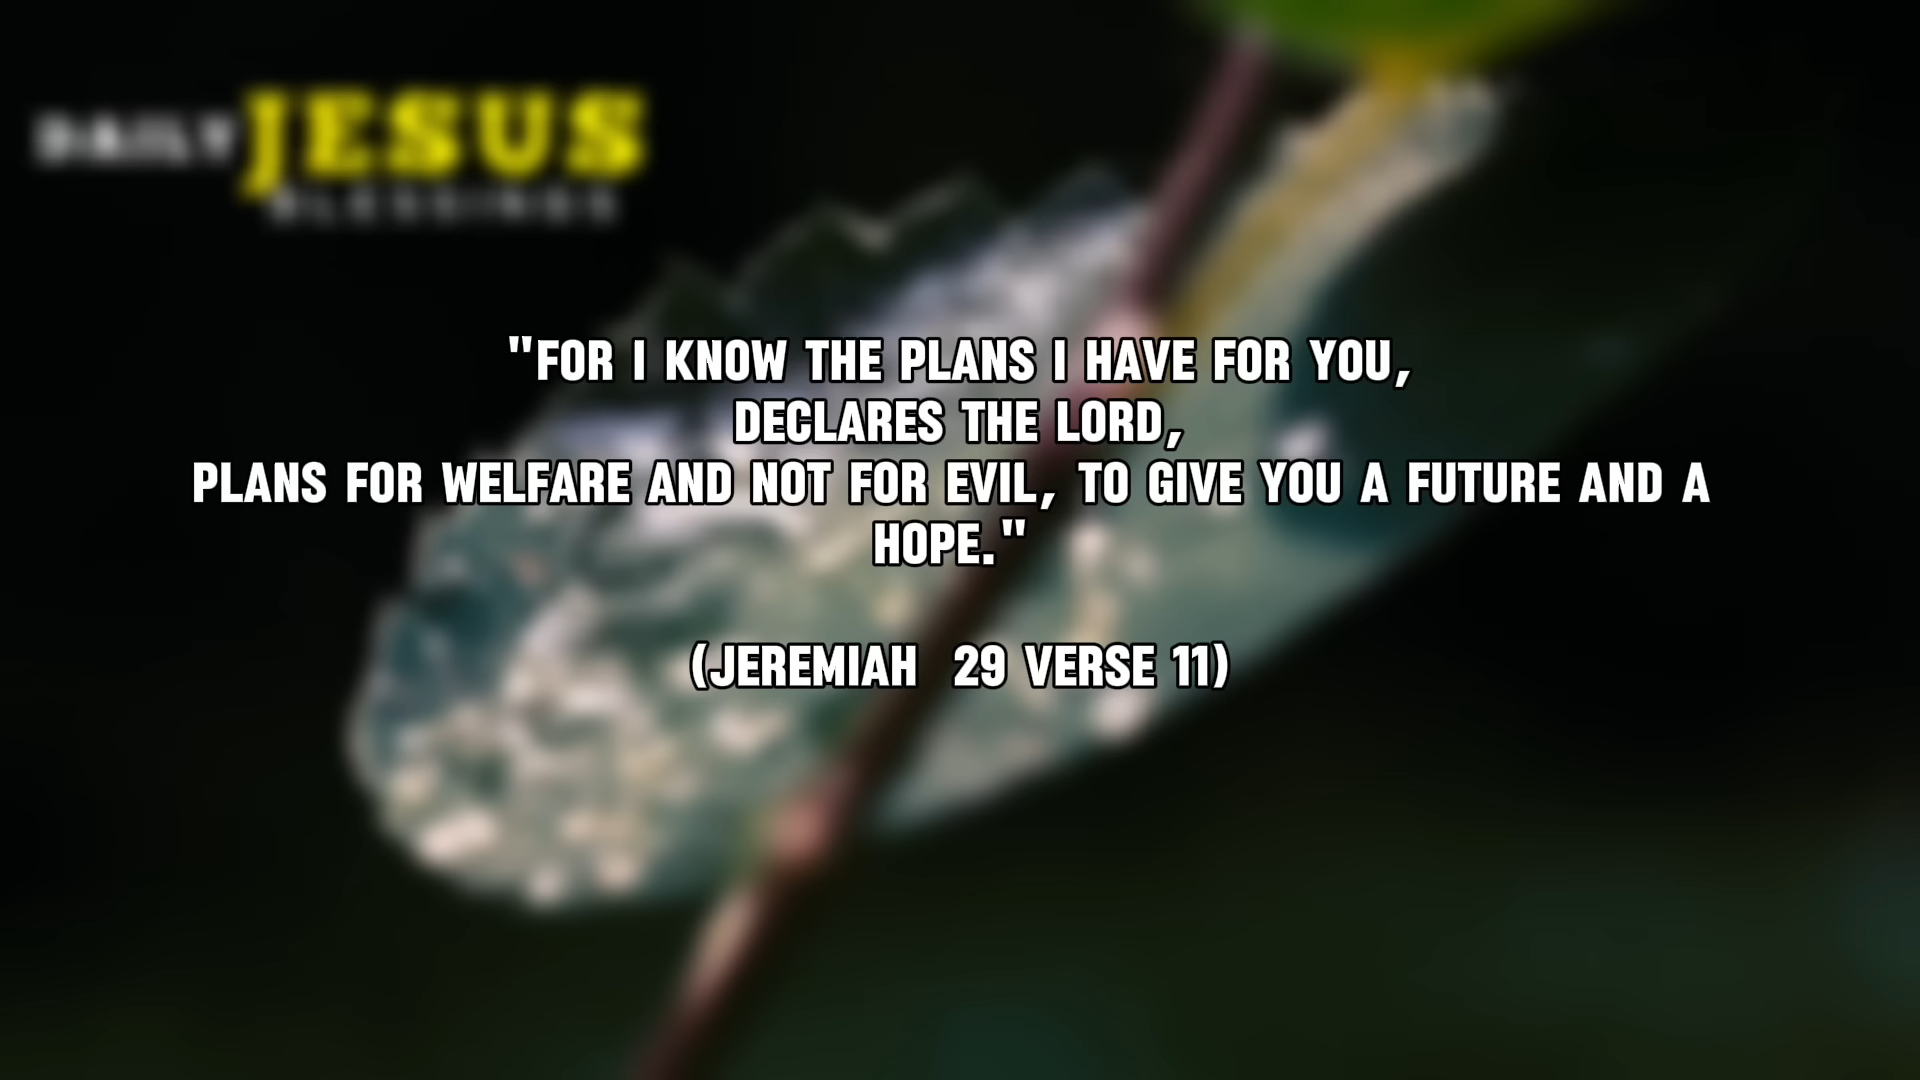 DAILY JESUS
BLESSINGS
"FOR I KNOW THE PLANS I HAVE FOR YOU,
DECLARES THE LORD,
PLANS FOR WELFARE AND NOT FOR EVIL, TO GIVE YOU A FUTURE AND A
HOPE."
(JEREMIAH  29 VERSE 11)